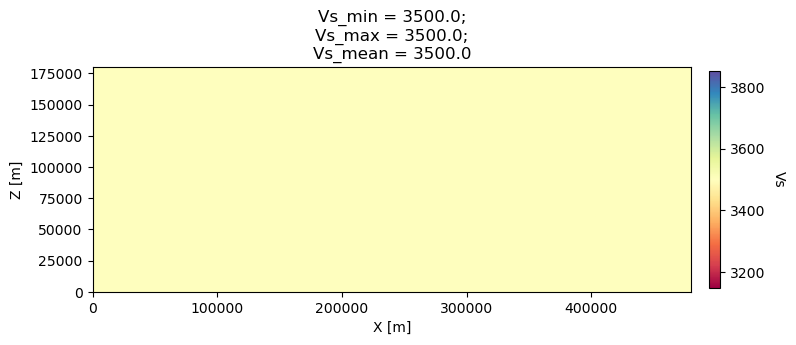 Vs_min = 3500.0;
Vs_max = 3500.0;
Vs_mean = 3500.0
175000
150000
125000
100000
75000
50000
25000
0
Z [m]
0 100000 200000 300000 400000
X [m]
3800
3600
3400
3200
Vs